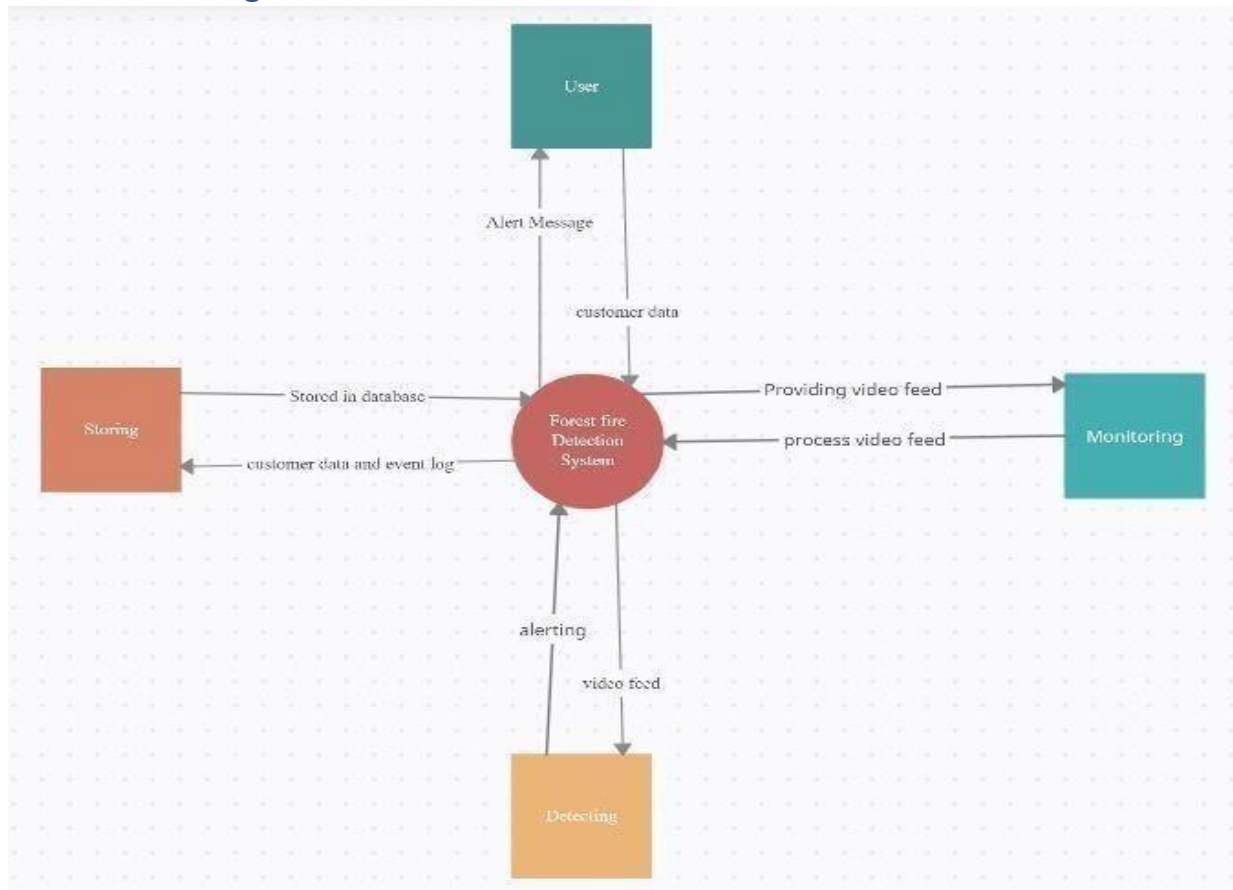 User
Alert Message
customer data
Stored in database
Providing video feed
Forest fire
Detection
System
Storing
Monitoring
process video feed
customer data and event log
alerting
video feed
Detecting